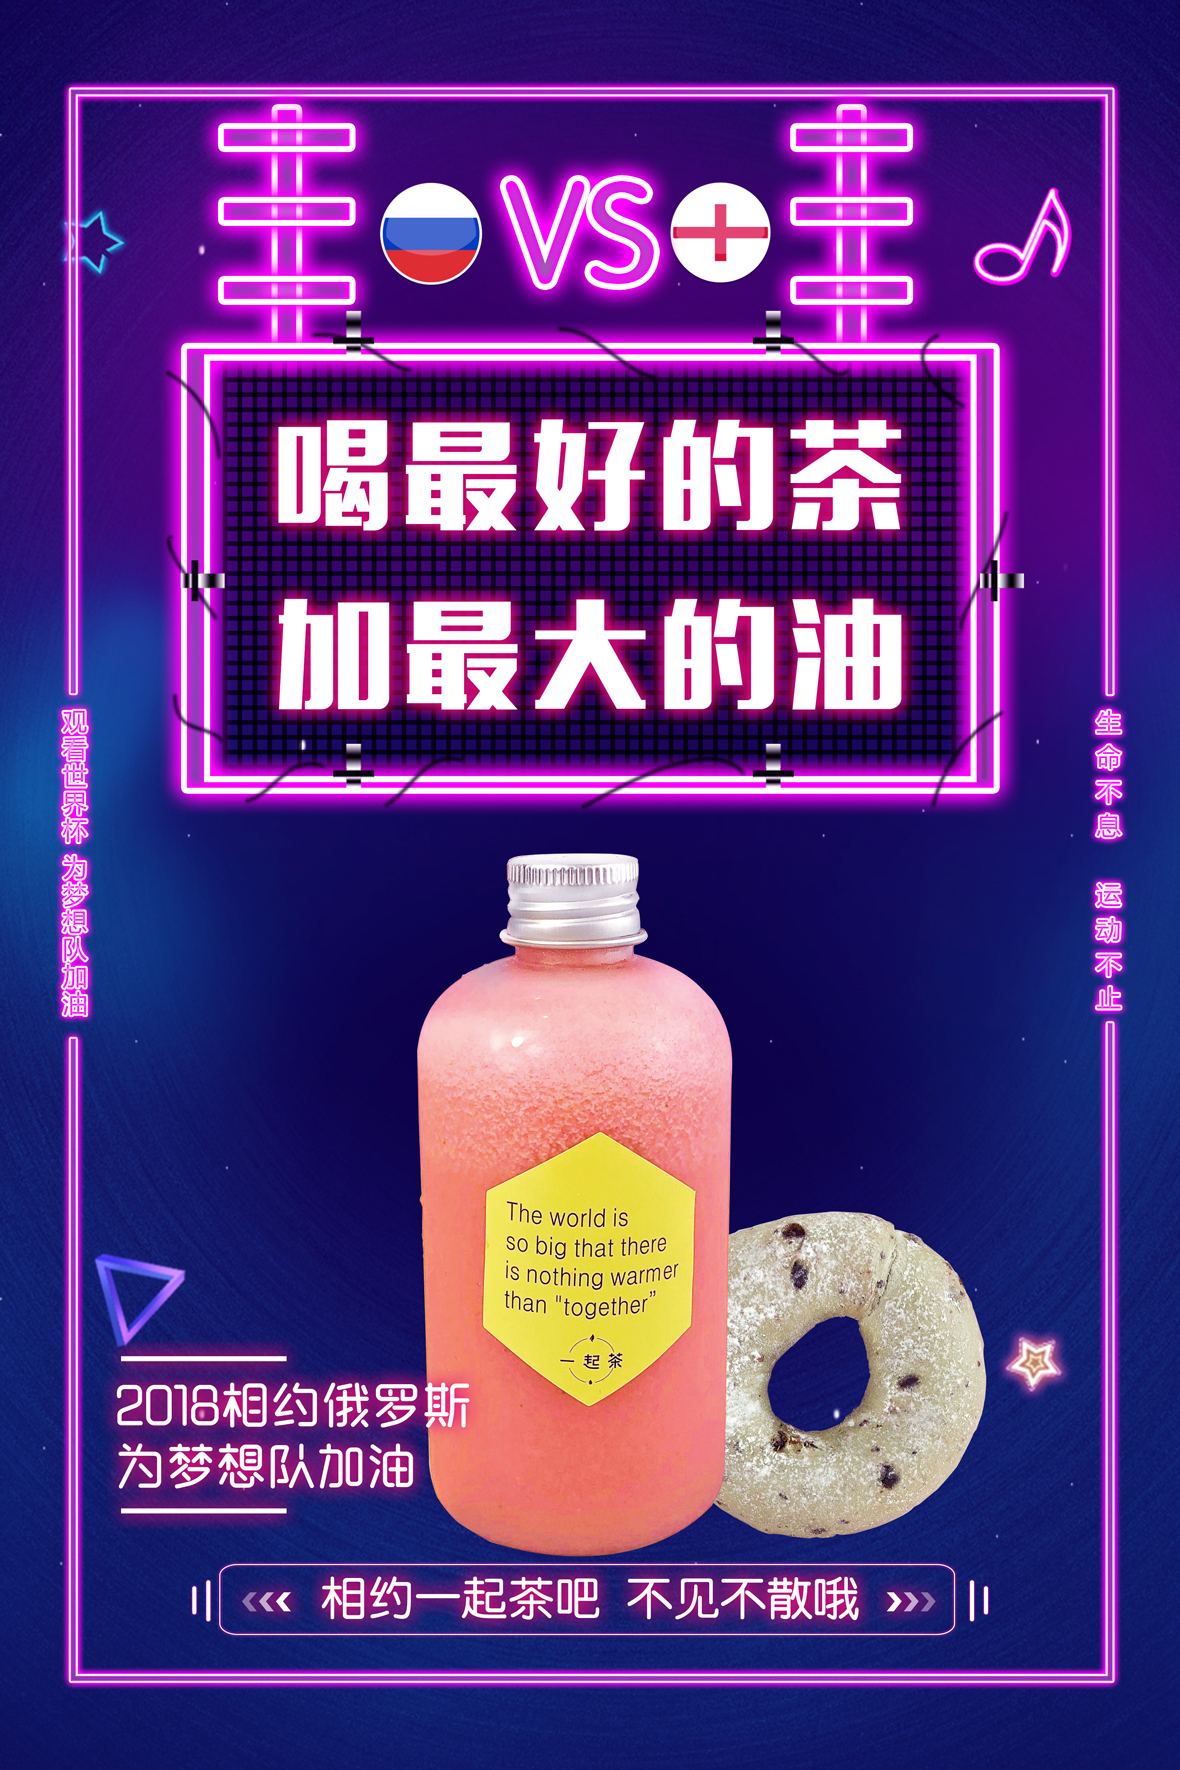 VS
喝最好的茶
加最大的油
观看世界杯 为梦想队加油
生命不息 运动不止
The world is
so big that there
is nothing warmer
than "together”
一起茶
2018相约俄罗斯
为梦想队加油
相约一起茶吧 不见不散哦